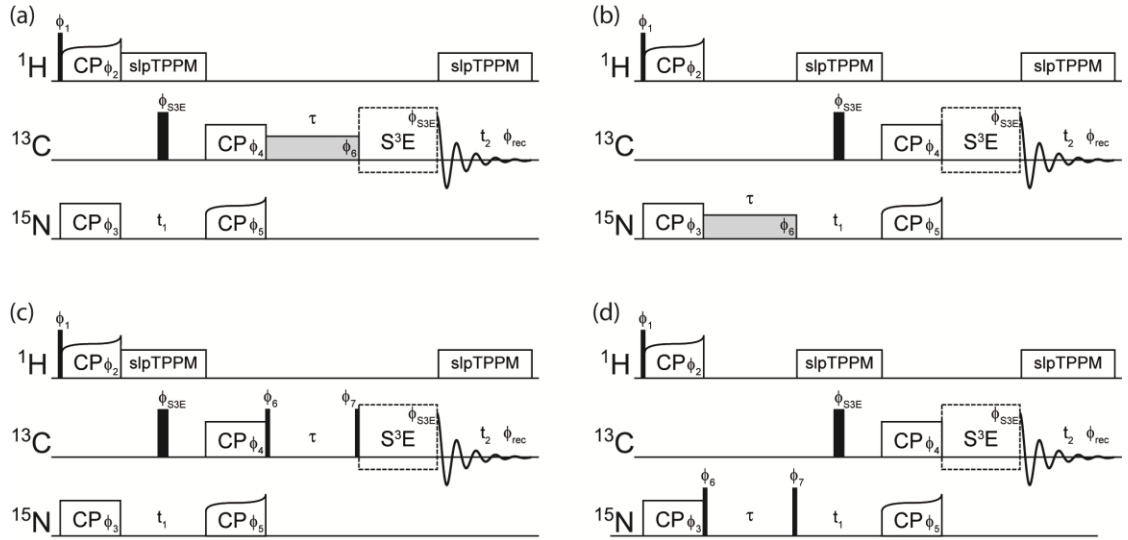 (a)
ϕ1
¹H CPϕ2 slpTPPM slpTPPM
ϕS3E τ ϕS3E
¹³C CPϕ4 ϕ6 S³E t2 ϕrec
¹⁵N CPϕ3 t1 CPϕ5
(b)
ϕ1
¹H CPϕ2 slpTPPM slpTPPM
ϕS3E ϕS3E
¹³C CPϕ4 S³E t2 ϕrec
τ
¹⁵N CPϕ3 ϕ6 t1 CPϕ5
(c)
ϕ1
¹H CPϕ2 slpTPPM slpTPPM
ϕS3E ϕ6 ϕ7 ϕS3E
¹³C CPϕ4 τ S³E t2 ϕrec
¹⁵N CPϕ3 t1 CPϕ5
(d)
ϕ1
¹H CPϕ2 slpTPPM slpTPPM
ϕS3E ϕS3E
¹³C CPϕ4 S³E t2 ϕrec
ϕ6 ϕ7
¹⁵N CPϕ3 τ t1 CPϕ5